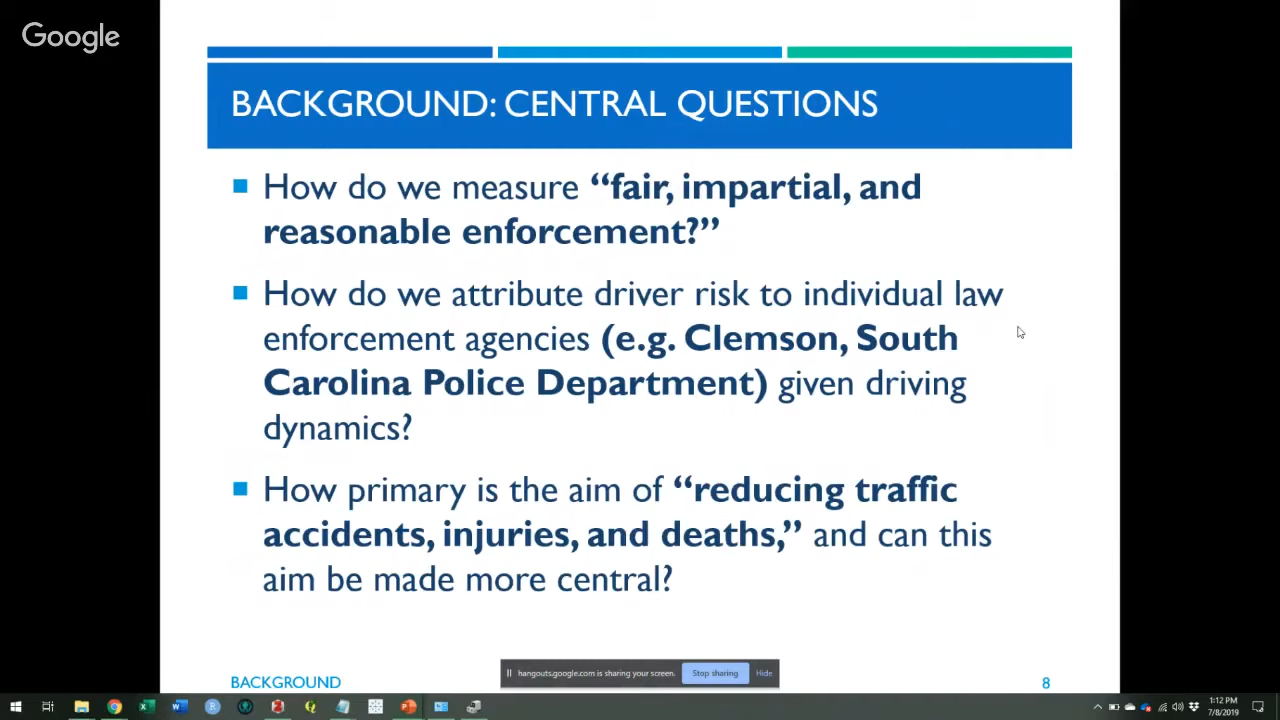 Google
BACKGROUND: CENTRAL QUESTIONS
How do we measure “fair, impartial, and
reasonable enforcement?”
How do we attribute driver risk to individual law
enforcement agencies (e.g. Clemson, South
Carolina Police Department) given driving
dynamics?
How primary is the aim of “reducing traffic
accidents, injuries, and deaths,” and can this
aim be made more central?
hangouts.google.com is sharing your screen. Stop sharing Hide
BACKGROUND 8
1:12 PM
7/8/2019